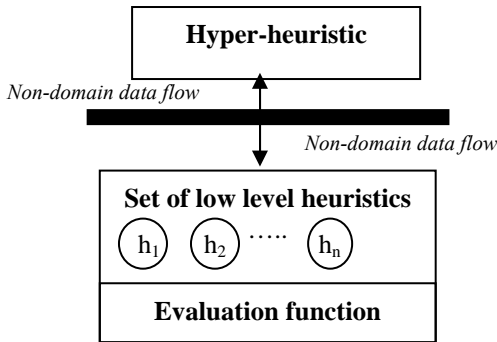 Hyper-heuristic
Non-domain data flow
Non-domain data flow
Set of low level heuristics
h1 h2 ..... hn
Evaluation function